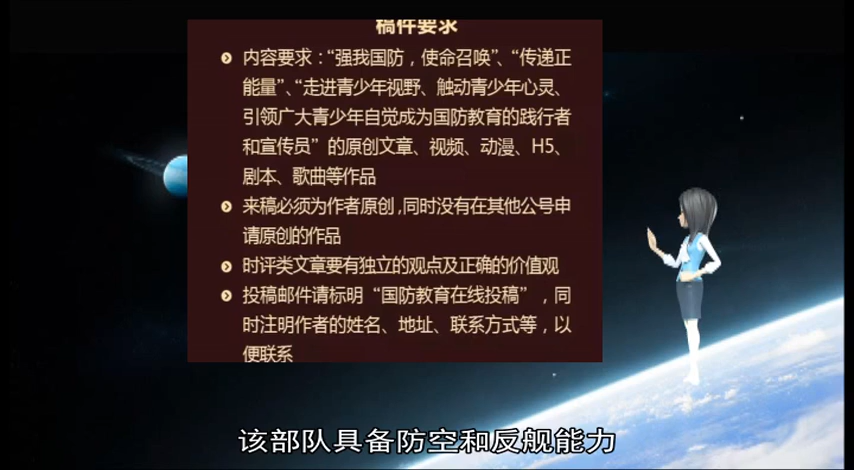 稿件要求
内容要求：“强我国防，使命召唤”、“传递正
能量”、“走进青少年视野、触动青少年心灵、
引领广大青少年自觉成为国防教育的践行者
和宣传员”的原创文章、视频、动漫、H5、
剧本、歌曲等作品
来稿必须为作者原创,同时没有在其他公号申
请原创的作品
时评类文章要有独立的观点及正确的价值观
投稿邮件请标明“国防教育在线投稿”，同
时注明作者的姓名、地址、联系方式等，以
便联系
该部队具备防空和反舰能力